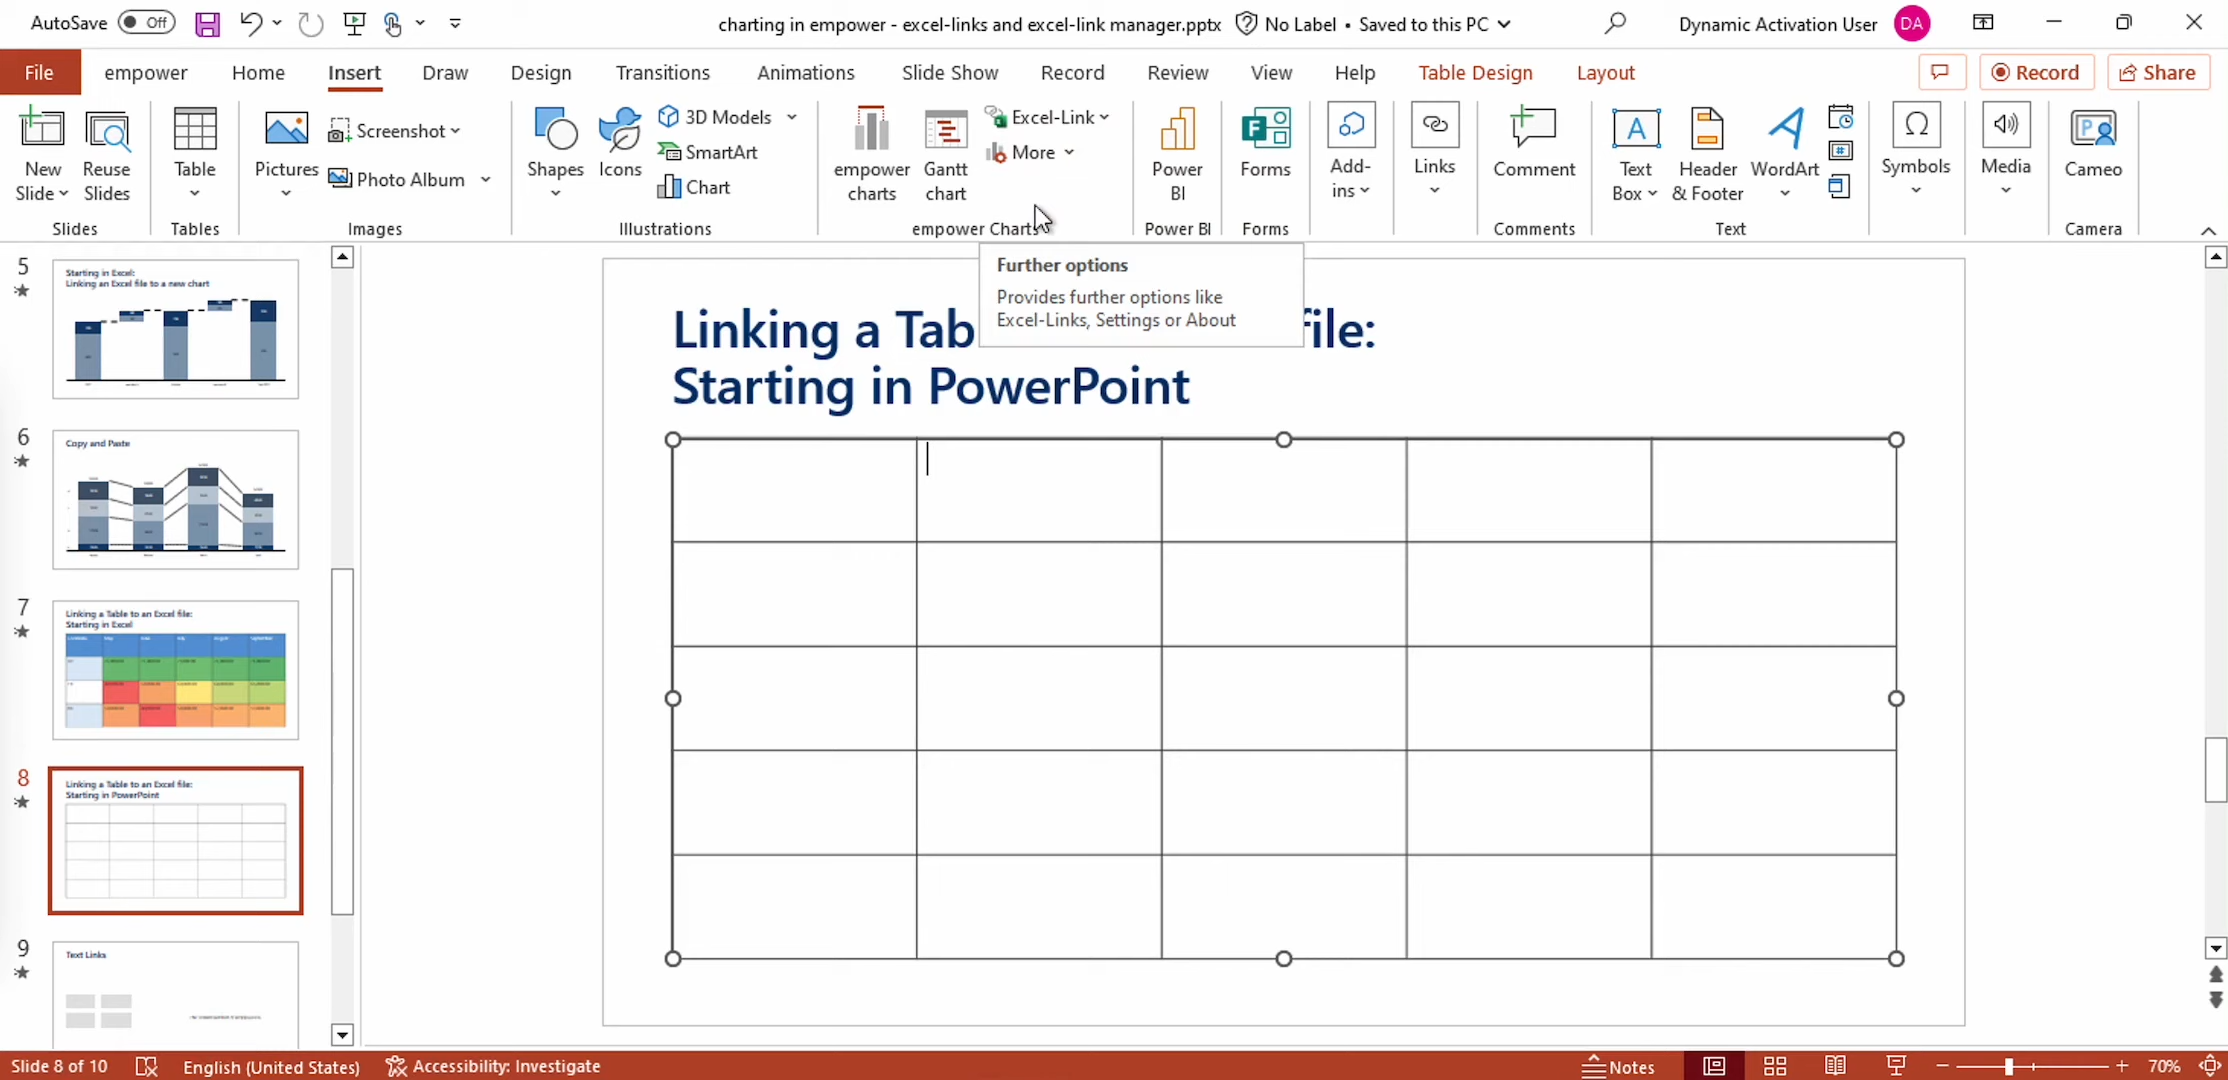 AutoSave Off
charting in empower - excel-links and excel-link manager.pptx No Label • Saved to this PC
Dynamic Activation User DA
File empower Home Insert Draw Design Transitions Animations Slide Show Record Review View Help Table Design Layout
Record Share
New Slide
Reuse Slides
Slides
Table
Tables
Pictures
Screenshot
Photo Album
Images
Shapes
Icons
3D Models
SmartArt
Chart
Illustrations
empower charts
Gantt chart
Excel-Link
More
empower Charts
Power BI
Power BI
Forms
Forms
Add-ins
Links
Comment
Comments
Text Box
Header & Footer
WordArt
Text
Symbols
Media
Cameo
Camera
Further options
Provides further options like
Excel-Links, Settings or About
5
Starting in Excel:
Linking an Excel file to a new chart
6
Copy and Paste
7
Linking a Table to an Excel file:
Starting in Excel
8
Linking a Table to an Excel file:
Starting in PowerPoint
9
Text Links
Linking a Tab file:
Starting in PowerPoint
Slide 8 of 10 English (United States) Accessibility: Investigate
Notes 70%